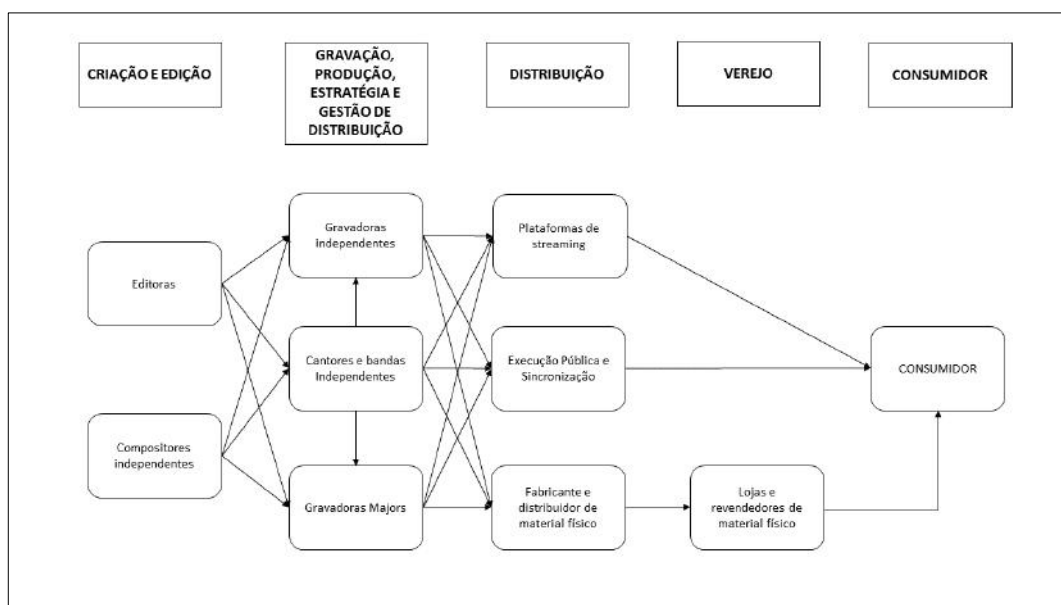 CRIAÇÃO E EDIÇÃO
GRAVAÇÃO,
PRODUÇÃO,
ESTRATÉGIA E
GESTÃO DE
DISTRIBUIÇÃO
DISTRIBUIÇÃO
VEREJO
CONSUMIDOR
Gravadoras
independentes
Plataformas de
streaming
Editoras
Cantores e bandas
Independentes
Execução Pública e
Sincronização
CONSUMIDOR
Compositores
independentes
Gravadoras Majors
Fabricante e
distribuidor de
material físico
Lojas e
revendedores de
material físico